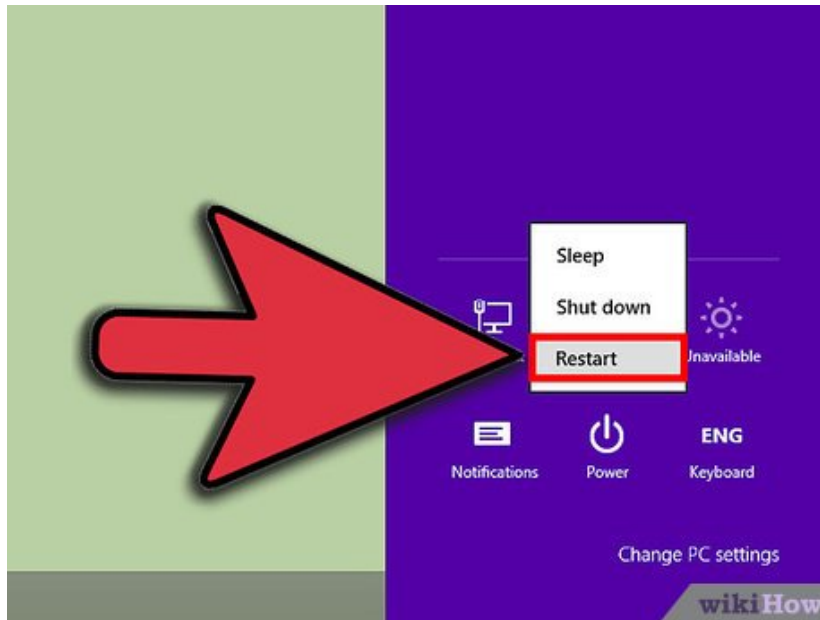 Sleep
Shut down
Restart
Unavailable
Notifications
Power
ENG
Keyboard
Change PC settings
wikiHow